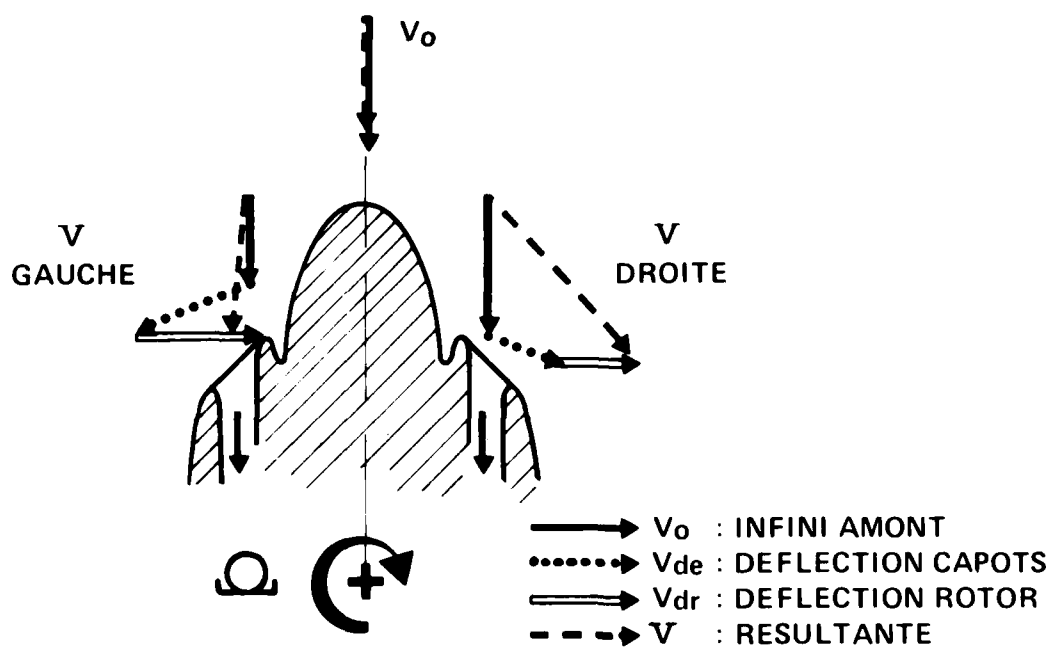 Vo
V
GAUCHE
V
DROITE
Ω
Vo : INFINI AMONT
Vde : DEFLECTION CAPOTS
Vdr : DEFLECTION ROTOR
V : RESULTANTE